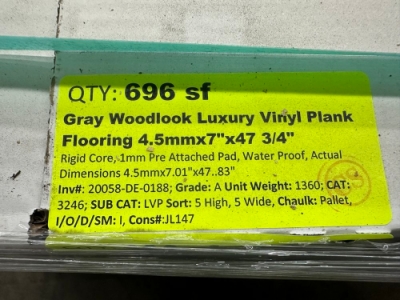 QTY: 696 sf
Gray Woodlook Luxury Vinyl Plank
Flooring 4.5mmx7"x47 3/4"
Rigid Core, 1mm Pre Attached Pad, Water Proof, Actual
Dimensions 4.5mmx7.01"x47..83"
Inv#: 20058-DE-0188; Grade: A Unit Weight: 1360; CAT:
3246; SUB CAT: LVP Sort: 5 High, 5 Wide, Chaulk: Pallet,
I/O/D/SM: I, Cons#:JL147